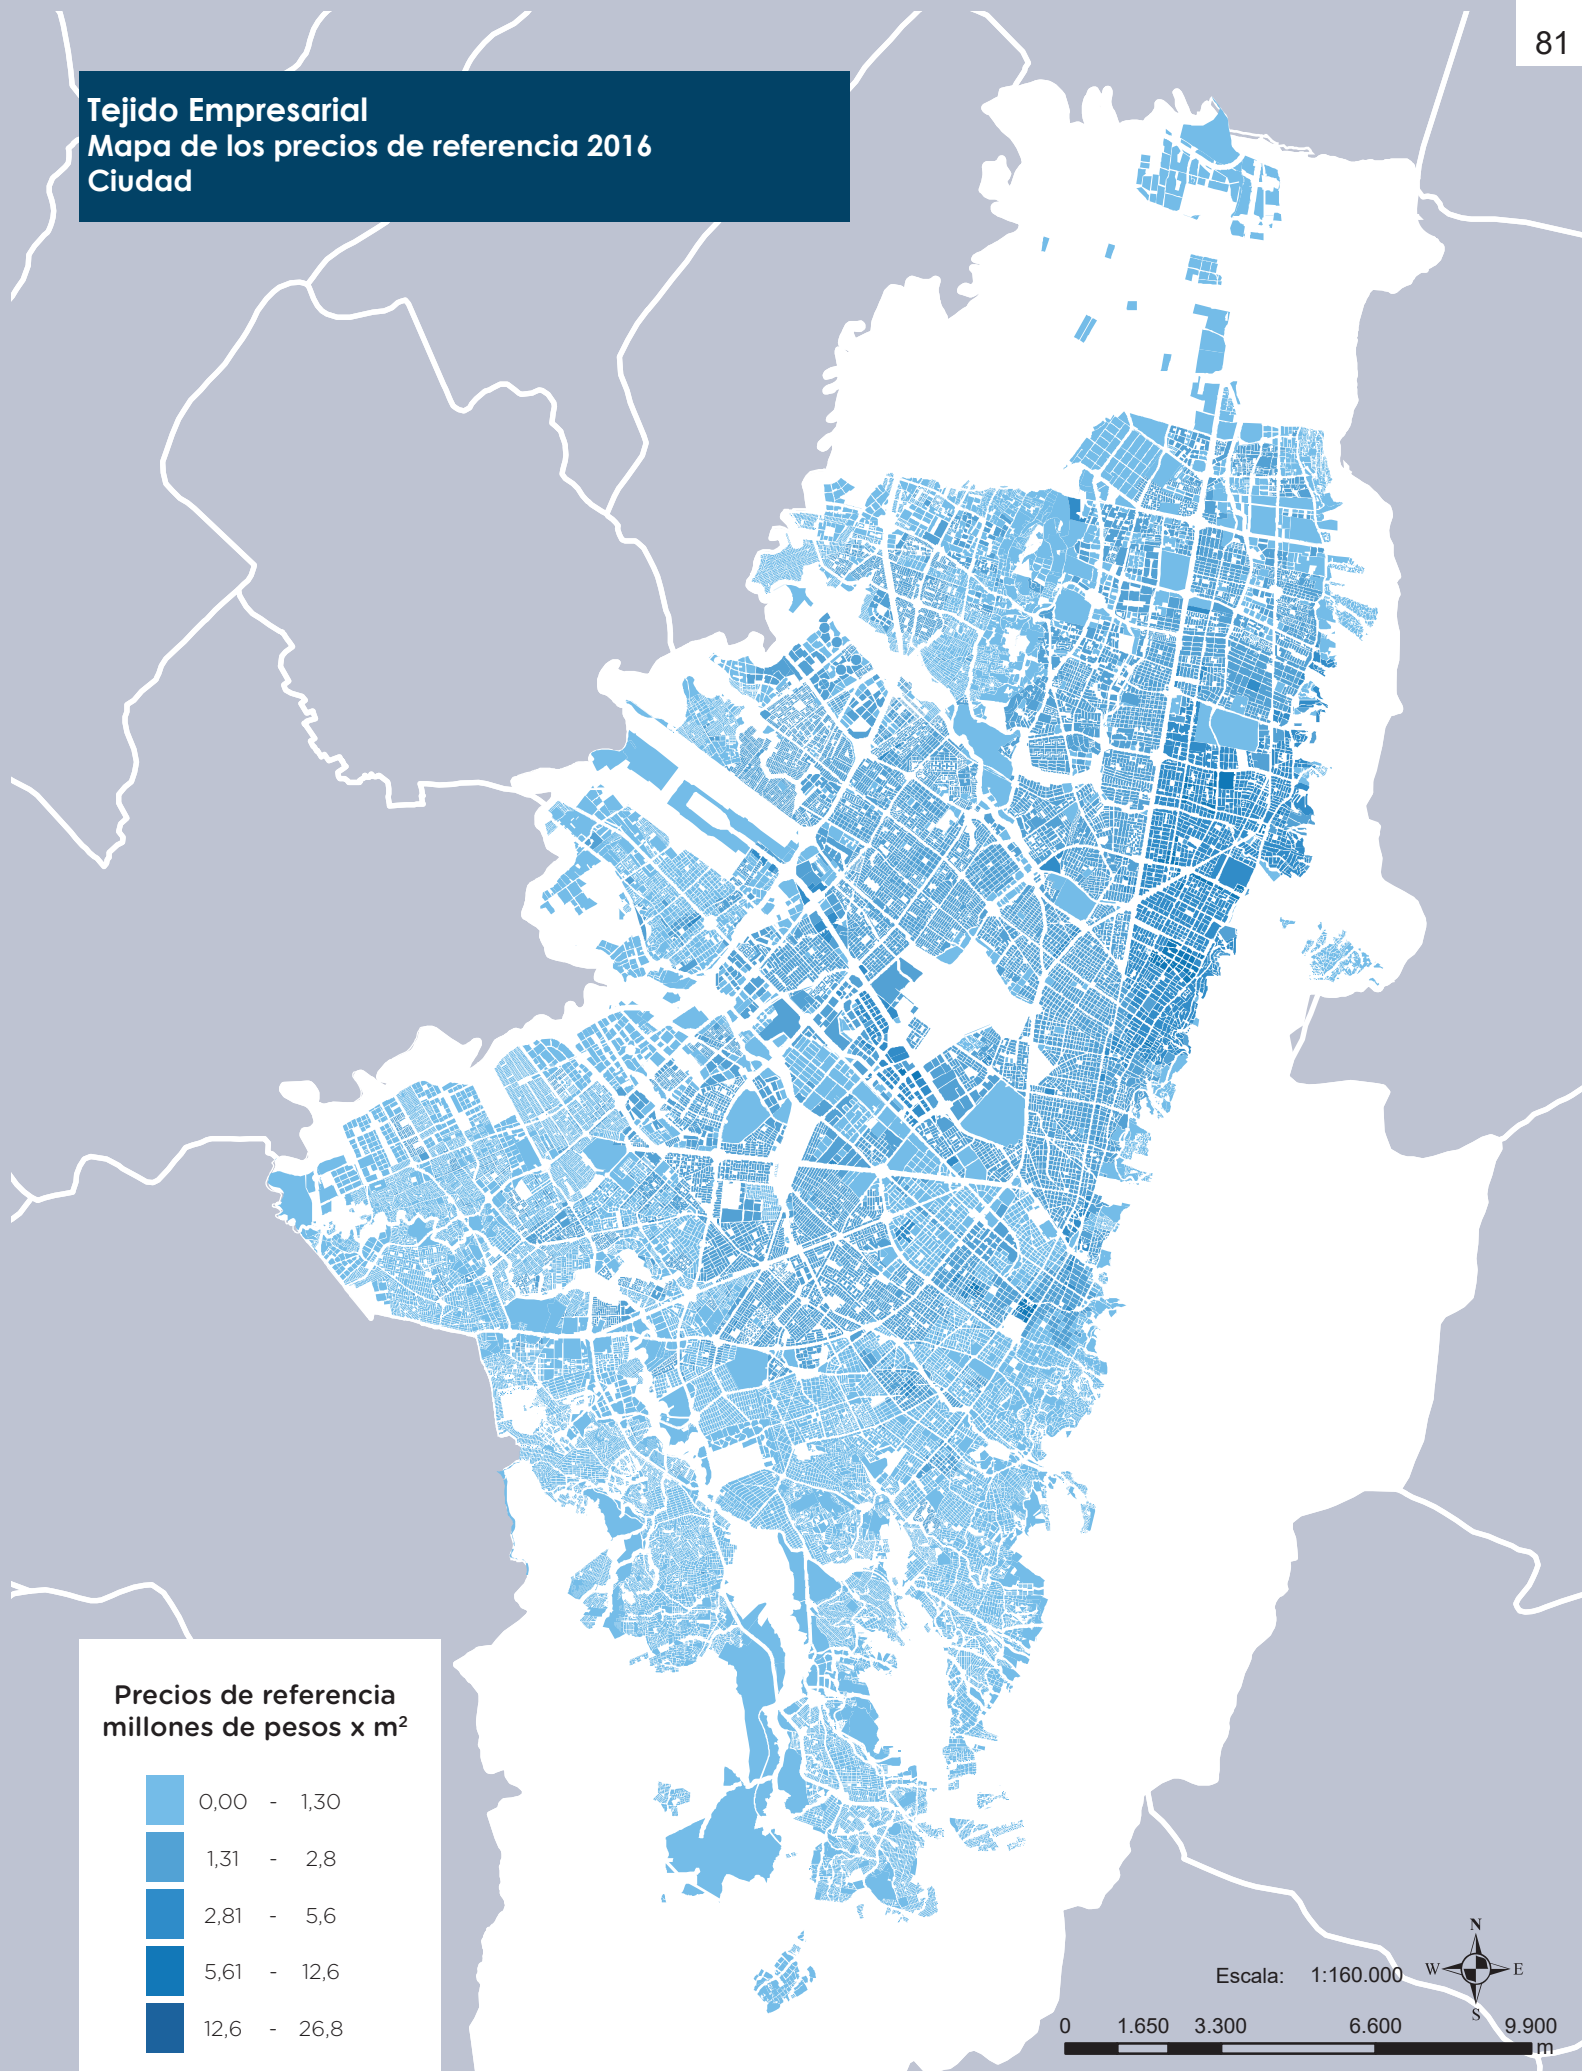 81
Tejido Empresarial
Mapa de los precios de referencia 2016
Ciudad
Precios de referencia
millones de pesos x m²
0,00 - 1,30
1,31 - 2,8
2,81 - 5,6
5,61 - 12,6
12,6 - 26,8
Escala: 1:160.000
N
W E
S
0 1.650 3.300 6.600 9.900
m